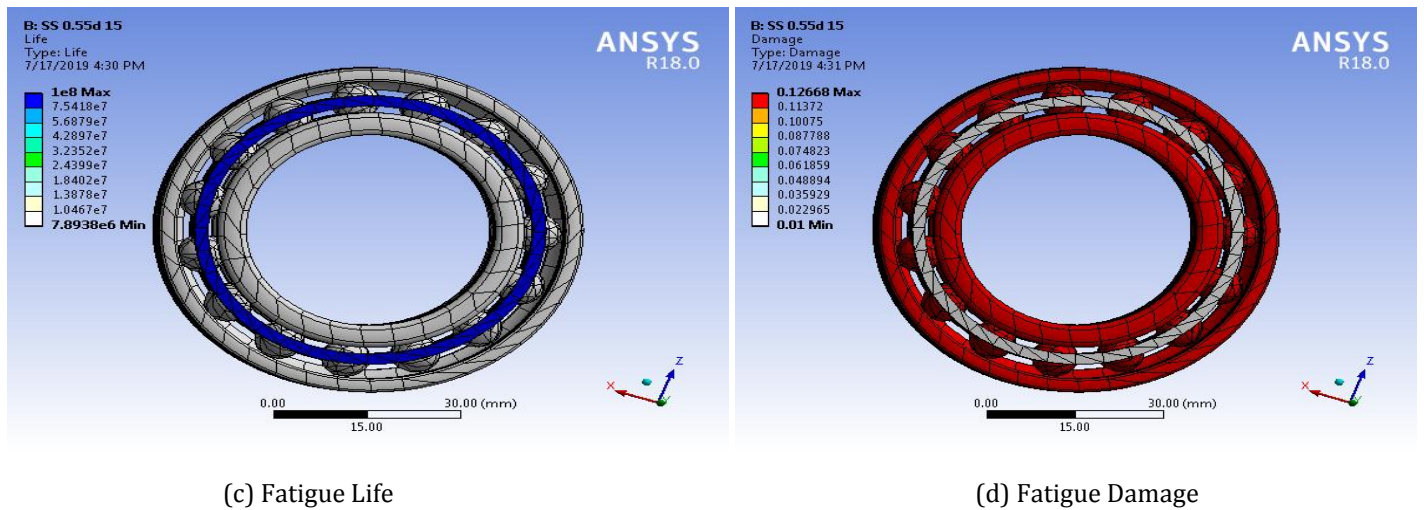 B: SS 0.55d 15
Life
Type: Life
7/17/2019 4:30 PM
ANSYS
R18.0
1e8 Max
7.5418e7
5.6879e7
4.2897e7
3.2352e7
2.4399e7
1.8402e7
1.3878e7
1.0467e7
7.8938e6 Min
X
Z
Y
0.00
30.00 (mm)
15.00
B: SS 0.55d 15
Damage
Type: Damage
7/17/2019 4:31 PM
ANSYS
R18.0
0.12668 Max
0.11372
0.10075
0.087788
0.074823
0.061859
0.048894
0.035929
0.022965
0.01 Min
X
Z
Y
0.00
30.00 (mm)
15.00
(c) Fatigue Life
(d) Fatigue Damage